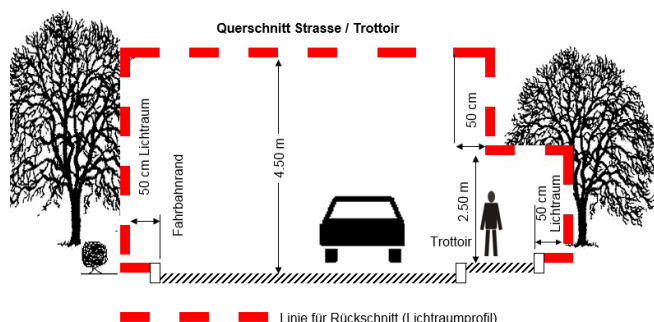 Querschnitt Strasse / Trottoir
50 cm Lichtraum
Fahrbahnrand
4.50 m
50 cm
2.50 m
Trottoir
50 cm
Lichtraum
Linie für Rückschnitt (Lichtraumprofil)